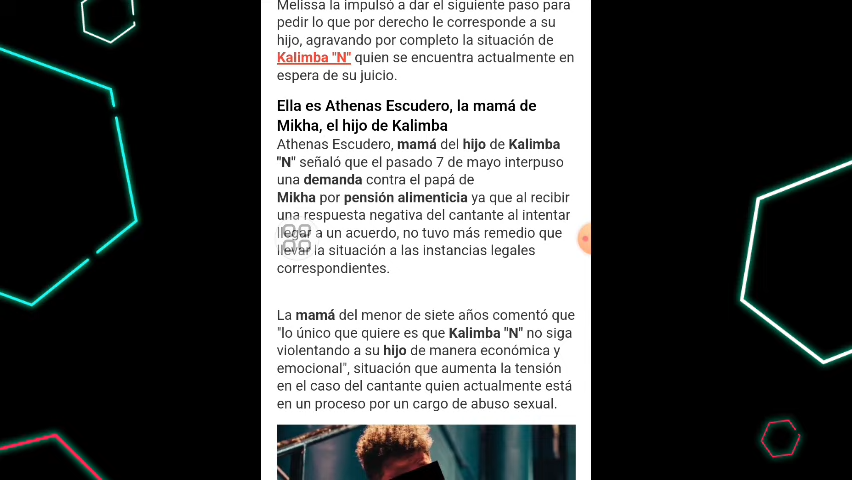 Melissa la impulsó a dar el siguiente paso para
pedir lo que por derecho le corresponde a su
hijo, agravando por completo la situación de
Kalimba "N" quien se encuentra actualmente en
espera de su juicio.
Ella es Athenas Escudero, la mamá de
Mikha, el hijo de Kalimba
Athenas Escudero, mamá del hijo de Kalimba
"N" señaló que el pasado 7 de mayo interpuso
una demanda contra el papá de
Mikha por pensión alimenticia ya que al recibir
una respuesta negativa del cantante al intentar
llegar a un acuerdo, no tuvo más remedio que
llevar la situación a las instancias legales
correspondientes.
La mamá del menor de siete años comentó que
"lo único que quiere es que Kalimba "N" no siga
violentando a su hijo de manera económica y
emocional", situación que aumenta la tensión
en el caso del cantante quien actualmente está
en un proceso por un cargo de abuso sexual.